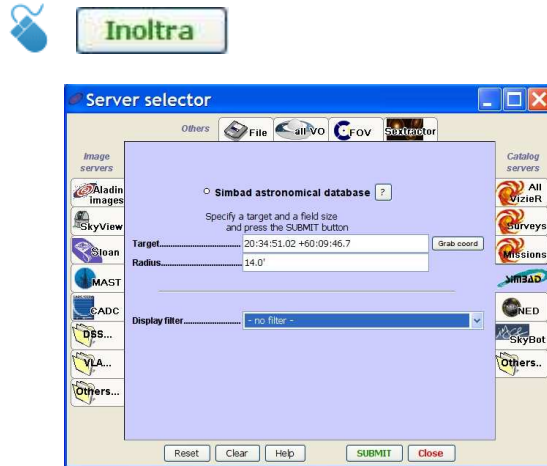 Inoltra
Server selector
Others File all VO FOV Sextractor
Image servers
Catalog servers
Aladin images
SkyView
Sloan
MAST
CADC
DSS...
VLA...
Others...
Simbad astronomical database ?
Specify a target and a field size
and press the SUBMIT button
Target................... 20:34:51.02 +60:09:46.7 Grab coord
Radius................... 14.0'
Display filter............ - no filter -
All VizieR
Surveys
Missions
SIMBAD
NED
SkyBot
Others..
Reset Clear Help SUBMIT Close